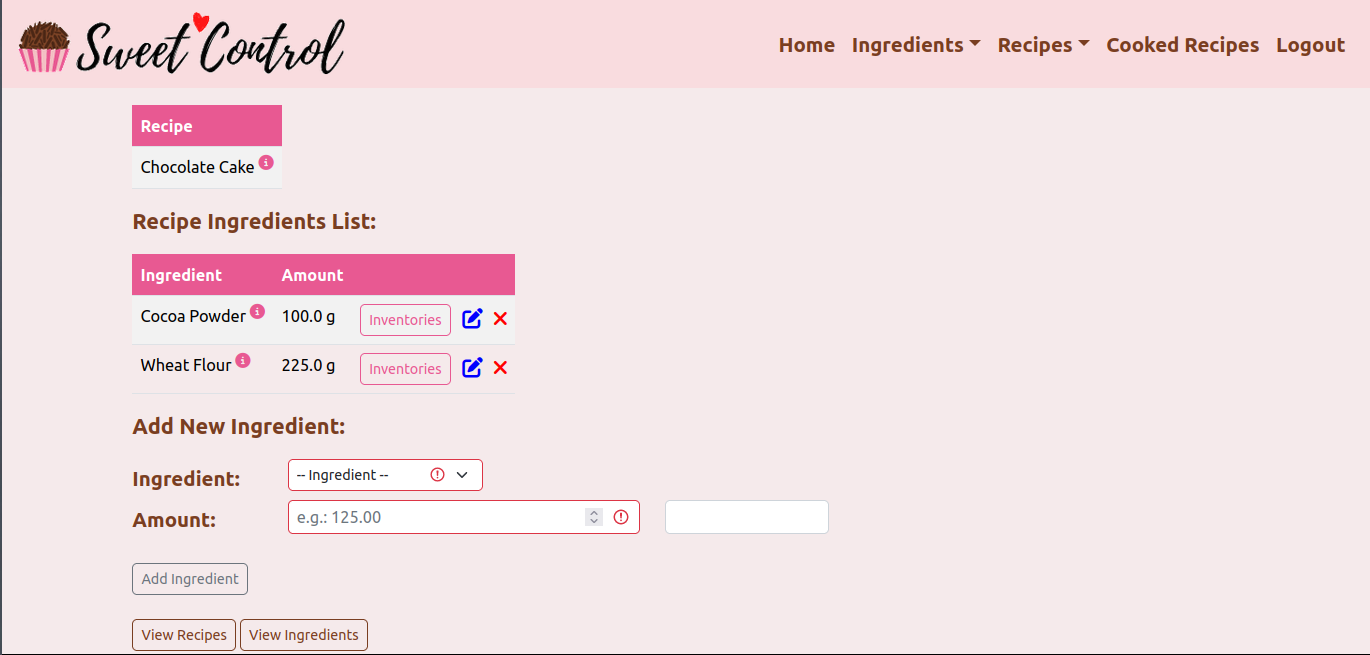 Sweet Control
Home Ingredients Recipes Cooked Recipes Logout
Recipe
Chocolate Cake
Recipe Ingredients List:
Ingredient Amount
Cocoa Powder 100.0 g Inventories
Wheat Flour 225.0 g Inventories
Add New Ingredient:
Ingredient: -- Ingredient --
Amount: e.g.: 125.00
Add Ingredient
View Recipes View Ingredients